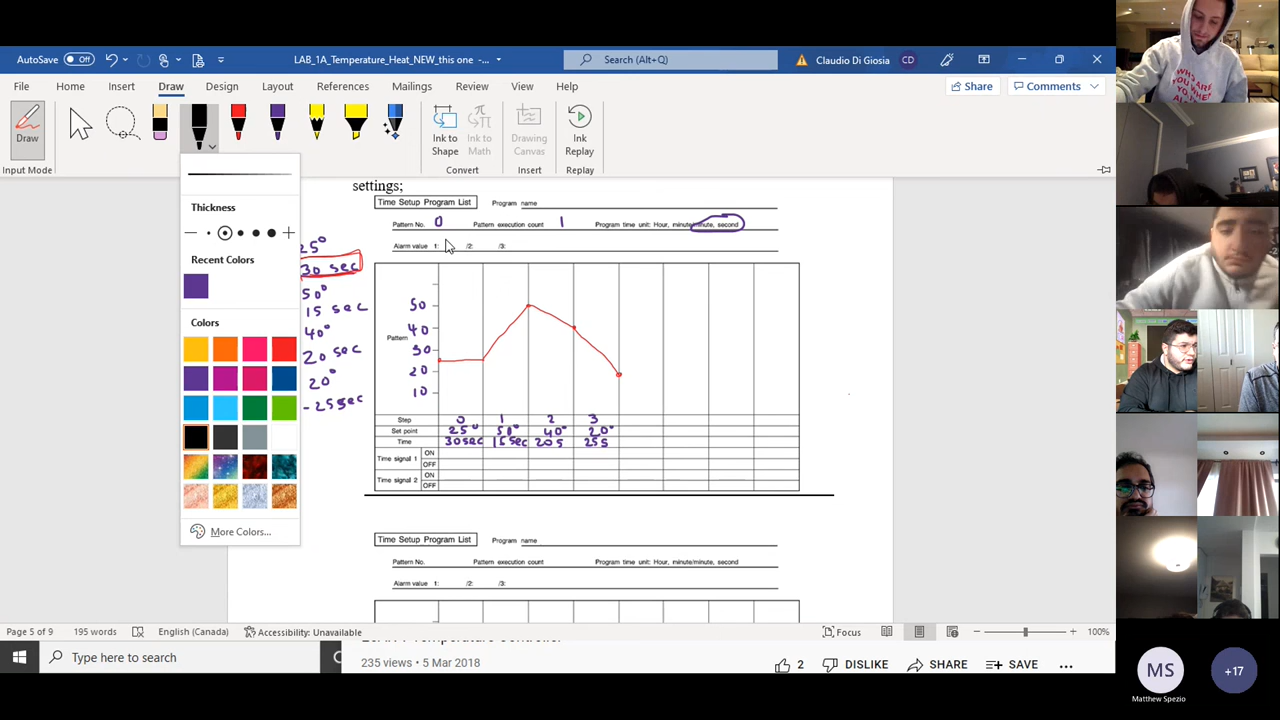 AutoSave Off LAB_1A_Temperature_Heat_NEW_this one - ... Search (Alt+Q) Claudio Di Giosia CD
File Home Insert Draw Design Layout References Mailings Review View Help Share Comments
Draw Ink to Shape Ink to Math Drawing Canvas Ink Replay
Input Mode Convert Insert Replay
Thickness
Recent Colors
Colors
More Colors...
settings;
Time Setup Program List Program name
Pattern No. 0 Pattern execution count 1 Program time unit: Hour, minute/minute, second
Alarm value 1: /2: /3:
25°
30 sec
50°
15 sec
40°
20 sec
20°
-25sec
50
40
Pattern
30
20
10
Step 0 1 2 3
Set point 25° 50° 40° 20°
Time 30sec 15sec 20s 25s
Time signal 1 ON
OFF
Time signal 2 ON
OFF
Time Setup Program List Program name
Pattern No. Pattern execution count Program time unit: Hour, minute/minute, second
Alarm value 1: /2: /3:
Page 5 of 9 195 words English (Canada) Accessibility: Unavailable Focus 100%
Type here to search
235 views • 5 Mar 2018 2 DISLIKE SHARE SAVE ...
MS +17
Matthew Spezio